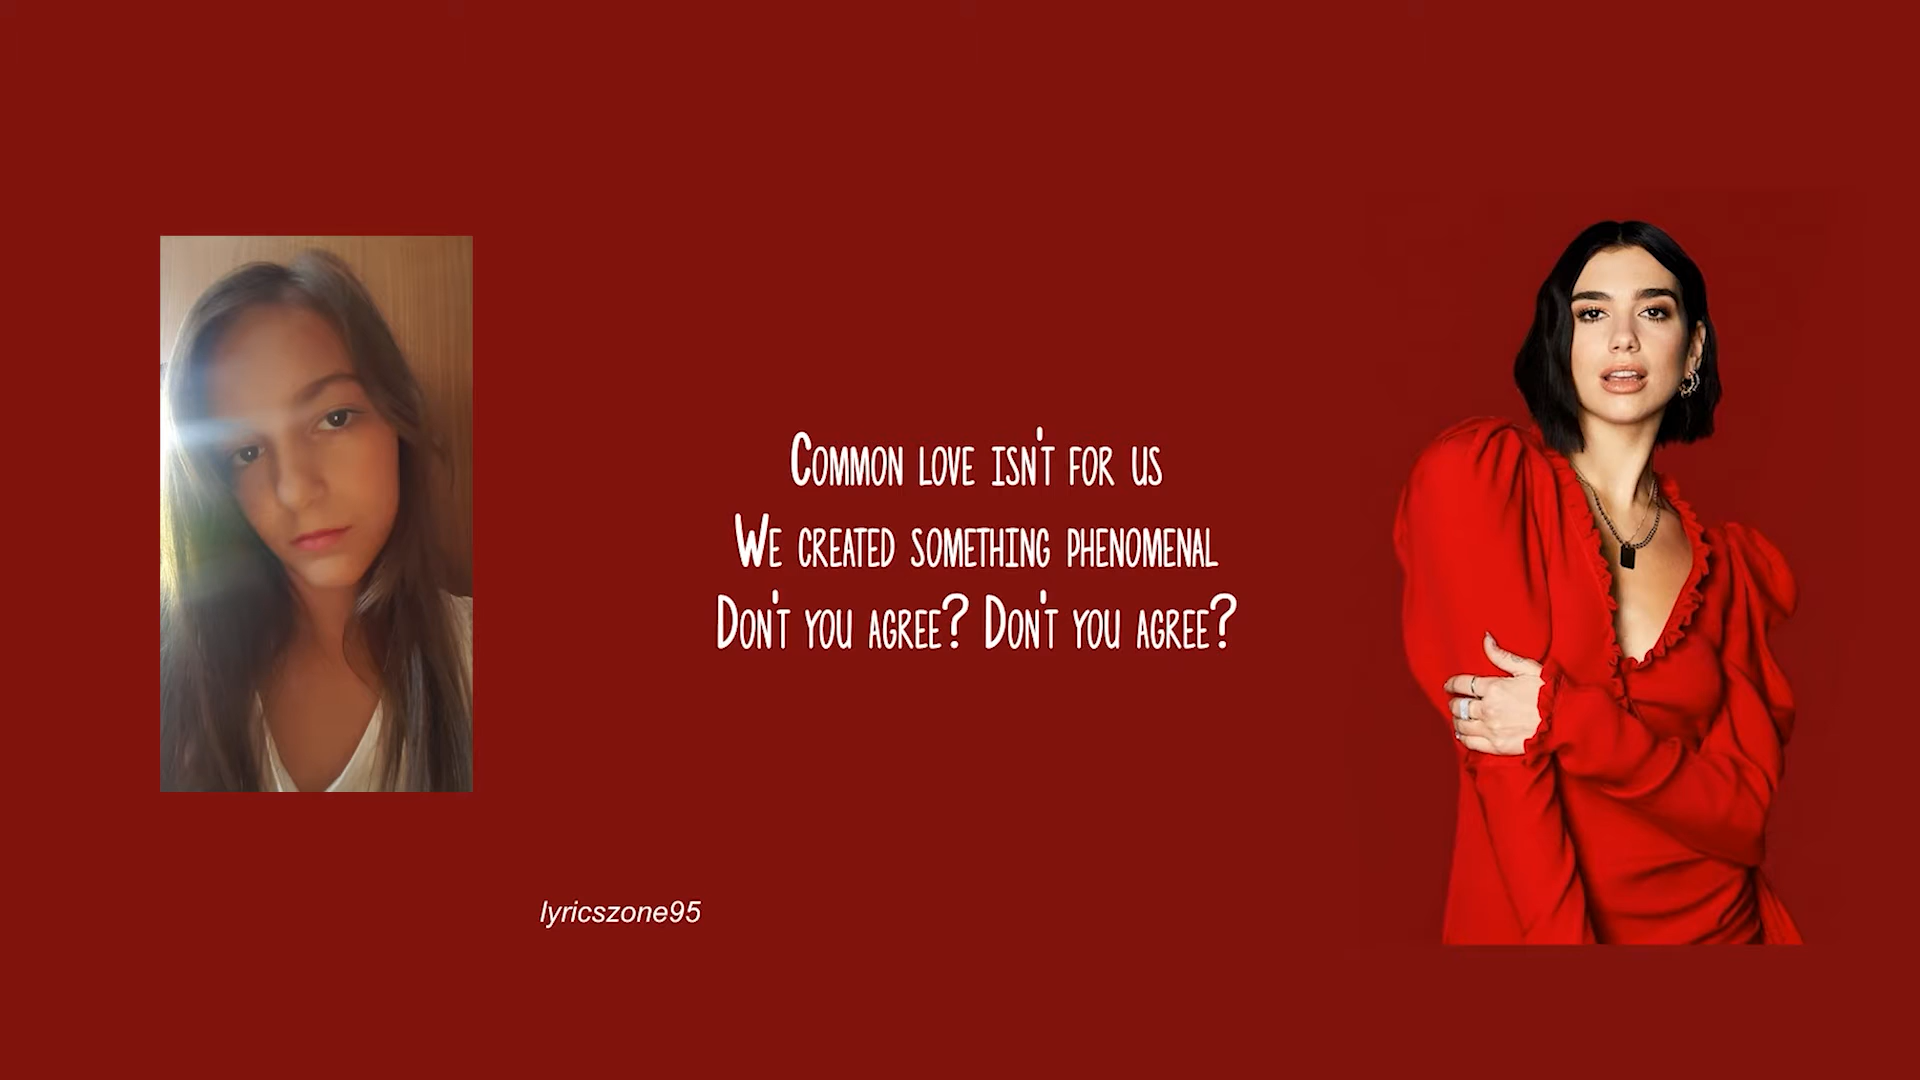 Common love isn't for us
We created something phenomenal
Don't you agree? Don't you agree?
lyricszone95